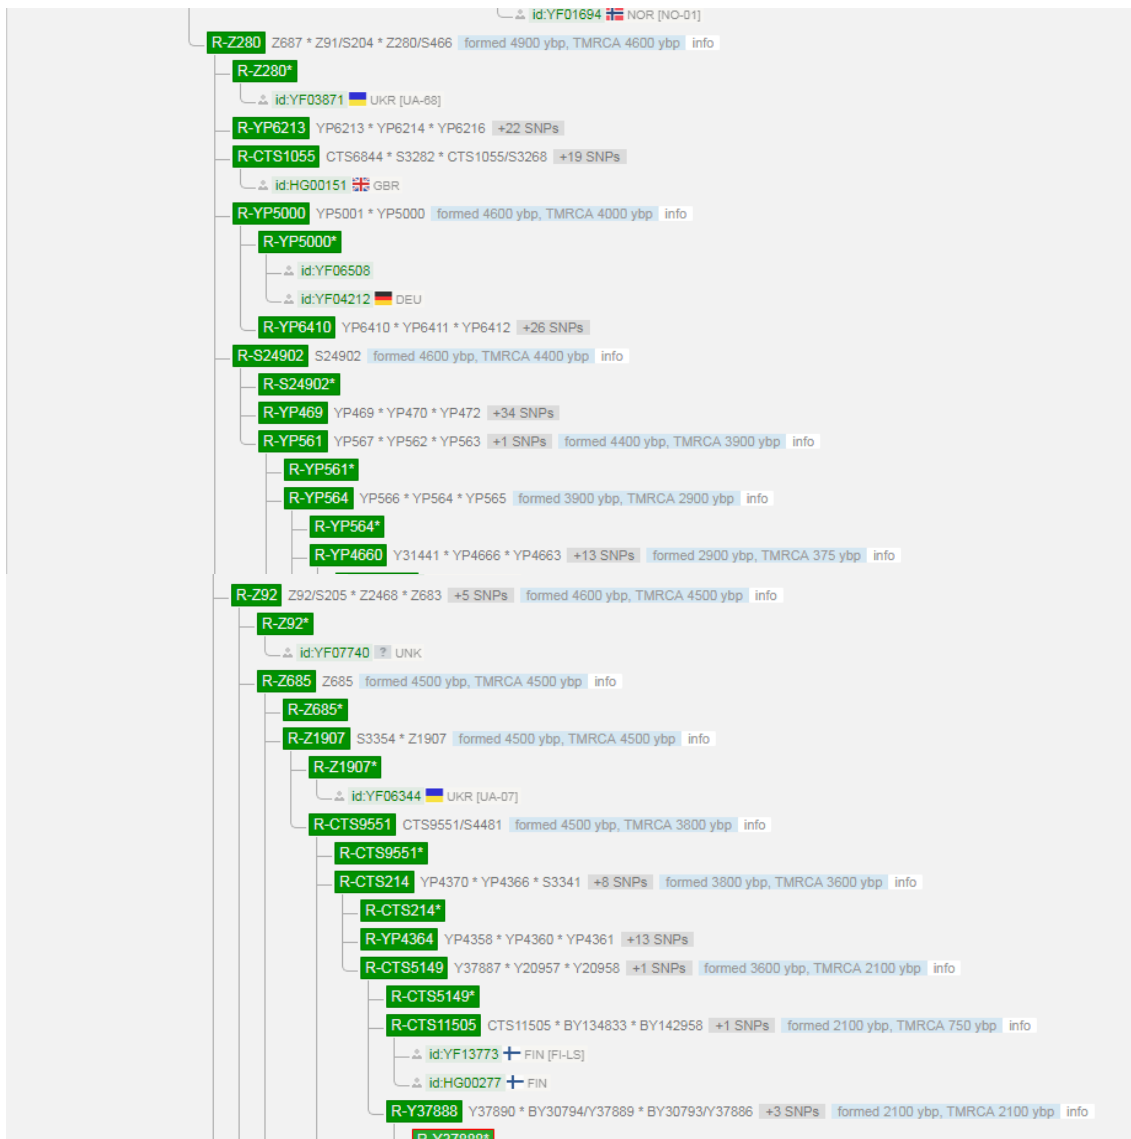 id:YF01694 NOR [NO-01]
R-Z280 Z687 * Z91/S204 * Z280/S466 formed 4900 ybp, TMRCA 4600 ybp info
R-Z280*
id:YF03871 UKR [UA-68]
R-YP6213 YP6213 * YP6214 * YP6216 +22 SNPs
R-CTS1055 CTS6844 * S3282 * CTS1055/S3268 +19 SNPs
id:HG00151 GBR
R-YP5000 YP5001 * YP5000 formed 4600 ybp, TMRCA 4000 ybp info
R-YP5000*
id:YF06508
id:YF04212 DEU
R-YP6410 YP6410 * YP6411 * YP6412 +26 SNPs
R-S24902 S24902 formed 4600 ybp, TMRCA 4400 ybp info
R-S24902*
R-YP469 YP469 * YP470 * YP472 +34 SNPs
R-YP561 YP567 * YP562 * YP563 +1 SNPs formed 4400 ybp, TMRCA 3900 ybp info
R-YP561*
R-YP564 YP566 * YP564 * YP565 formed 3900 ybp, TMRCA 2900 ybp info
R-YP564*
R-YP4660 Y31441 * YP4666 * YP4663 +13 SNPs formed 2900 ybp, TMRCA 375 ybp info
R-Z92 Z92/S205 * Z2468 * Z683 +5 SNPs formed 4600 ybp, TMRCA 4500 ybp info
R-Z92*
id:YF07740 ? UNK
R-Z685 Z685 formed 4500 ybp, TMRCA 4500 ybp info
R-Z685*
R-Z1907 S3354 * Z1907 formed 4500 ybp, TMRCA 4500 ybp info
R-Z1907*
id:YF06344 UKR [UA-07]
R-CTS9551 CTS9551/S4481 formed 4500 ybp, TMRCA 3800 ybp info
R-CTS9551*
R-CTS214 YP4370 * YP4366 * S3341 +8 SNPs formed 3800 ybp, TMRCA 3600 ybp info
R-CTS214*
R-YP4364 YP4358 * YP4360 * YP4361 +13 SNPs
R-CTS5149 Y37887 * Y20957 * Y20958 +1 SNPs formed 3600 ybp, TMRCA 2100 ybp info
R-CTS5149*
R-CTS11505 CTS11505 * BY134833 * BY142958 +1 SNPs formed 2100 ybp, TMRCA 750 ybp info
id:YF13773 FIN [FI-LS]
id:HG00277 FIN
R-Y37888 Y37890 * BY30794/Y37889 * BY30793/Y37886 +3 SNPs formed 2100 ybp, TMRCA 2100 ybp info
R-Y37888*